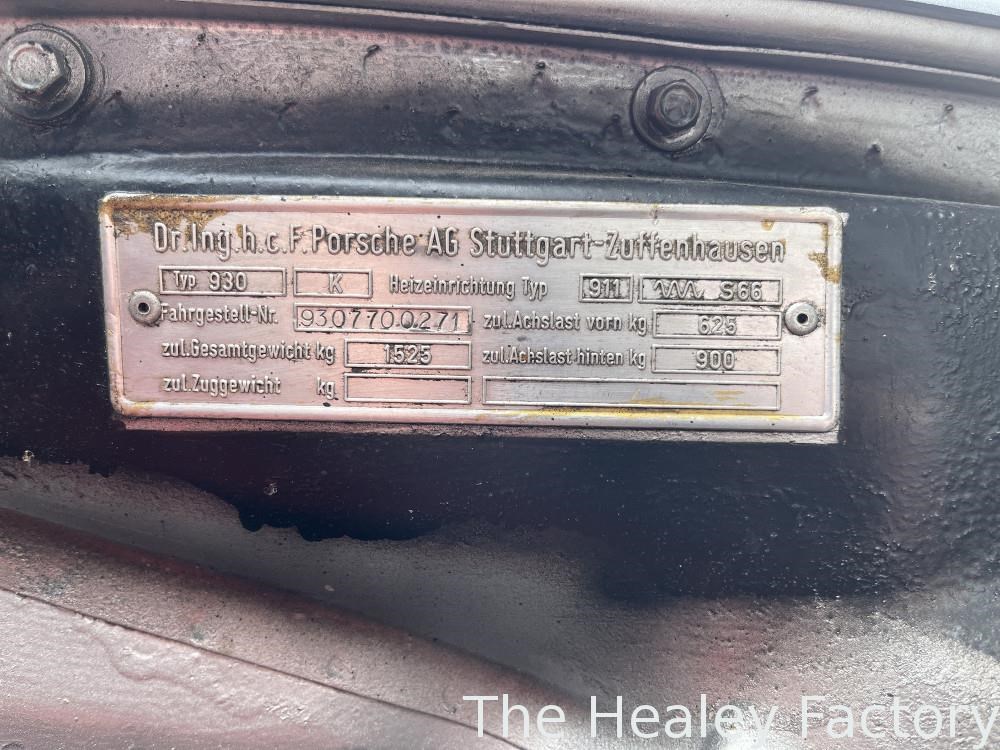 Dr.Ing.h.c.F.Porsche AG Stuttgart-Zuffenhausen
Typ 930 K Heizeinrichtung Typ 911 S66
Fahrgestell-Nr. 9307700271 zul.Achslast vorn kg 625
zul.Gesamtgewicht kg 1525 zul.Achslast hinten kg 900
zul.Zuggewicht kg
The Healey Factory